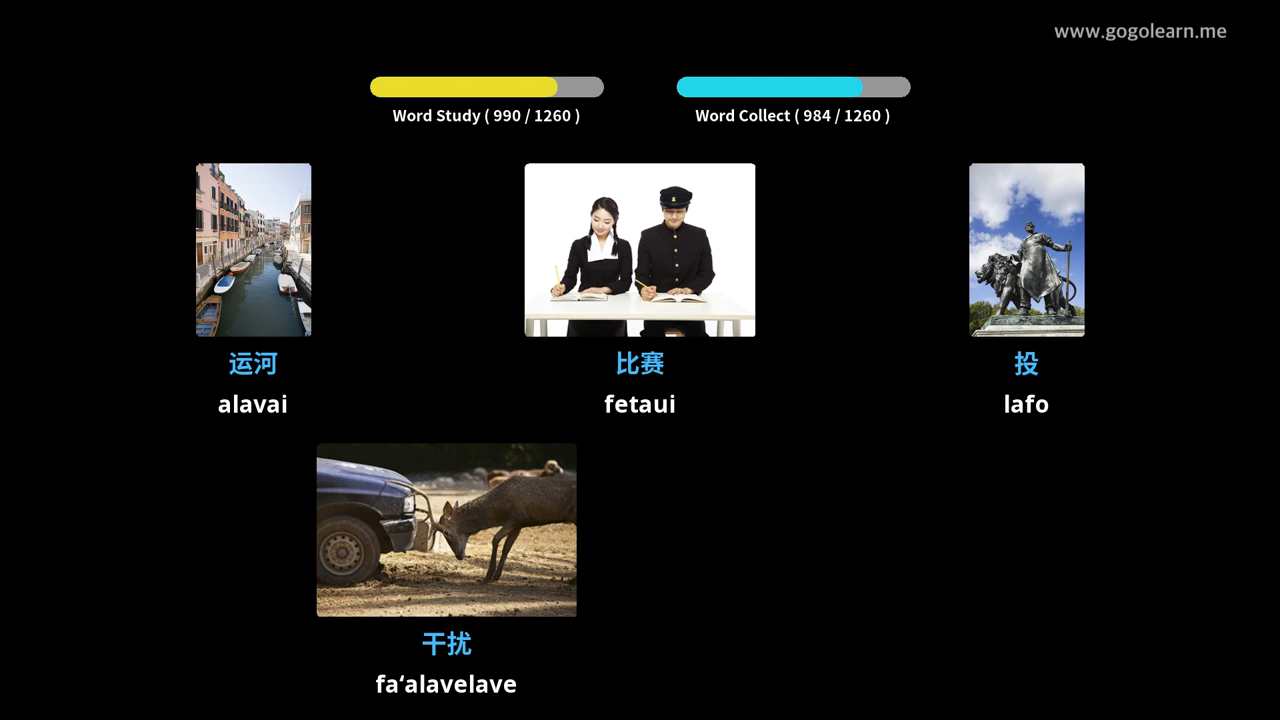 www.gogolearn.me
Word Study ( 990 / 1260 )
Word Collect ( 984 / 1260 )
运河
比赛
投
alavai
fetaui
lafo
干扰
fa‘alavelave